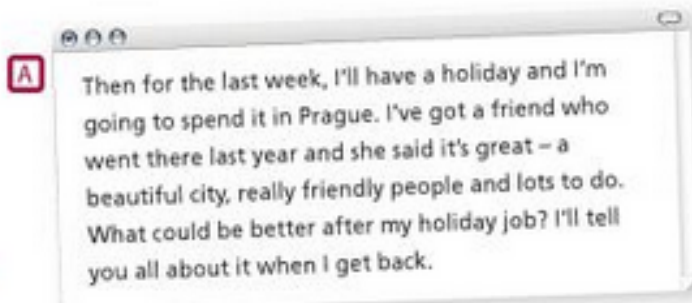 A
Then for the last week, I'll have a holiday and I'm
going to spend it in Prague. I've got a friend who
went there last year and she said it's great – a
beautiful city, really friendly people and lots to do.
What could be better after my holiday job? I'll tell
you all about it when I get back.